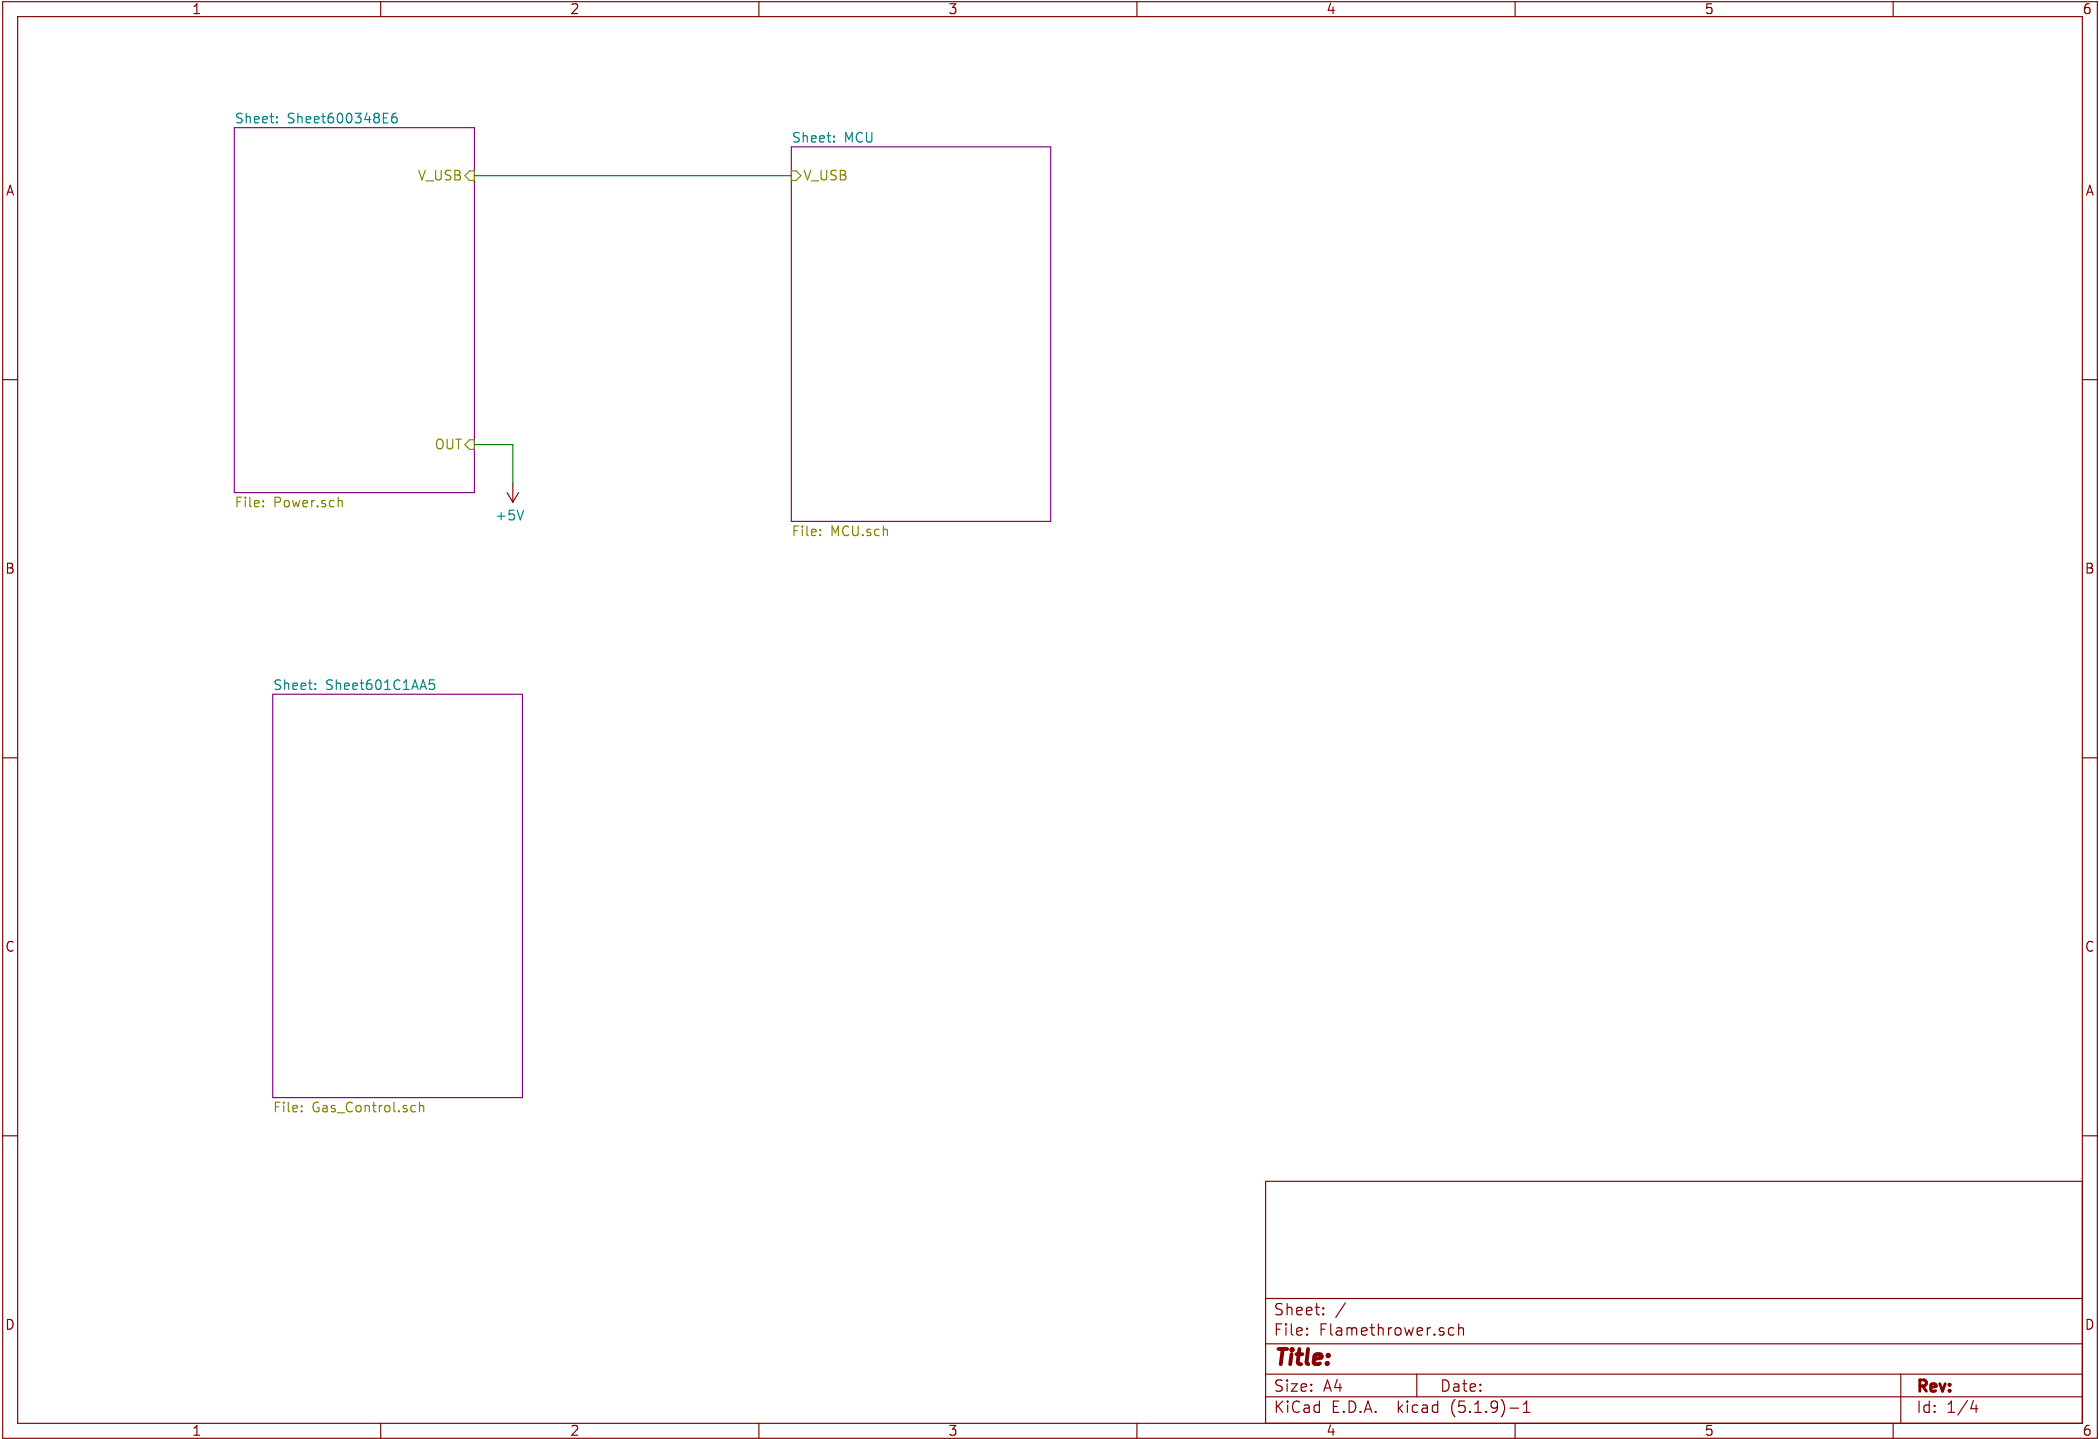 1 2 3 4 5 6
Sheet: Sheet600348E6
Sheet: MCU
V_USB V_USB
A A
OUT
File: Power.sch
+5V
File: MCU.sch
B B
Sheet: Sheet601C1AA5
C C
File: Gas_Control.sch
Sheet: /
File: Flamethrower.sch
D D
Title:
Size: A4 Date: Rev:
KiCad E.D.A. kicad (5.1.9)-1 Id: 1/4
1 2 3 4 5 6